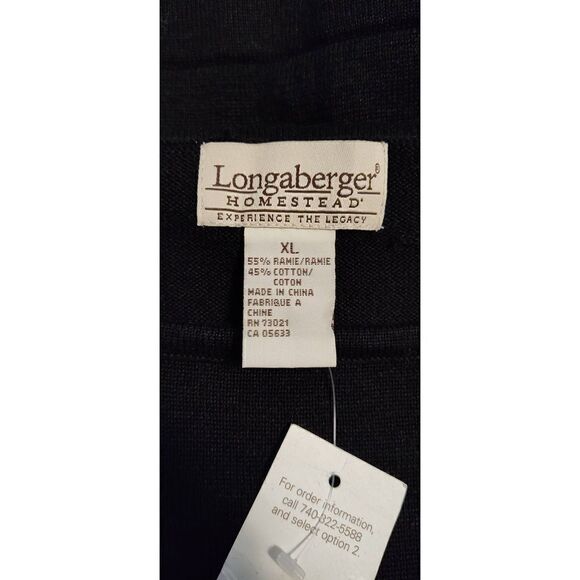 Longaberger®
HOMESTEAD®
EXPERIENCE THE LEGACY
XL
55% RAMIE/RAMIE
45% COTTON/
COTON
MADE IN CHINA
FABRIQUE A
CHINE
RN 73021
CA 05633
For order information,
call 740-322-5588
and select option 2.